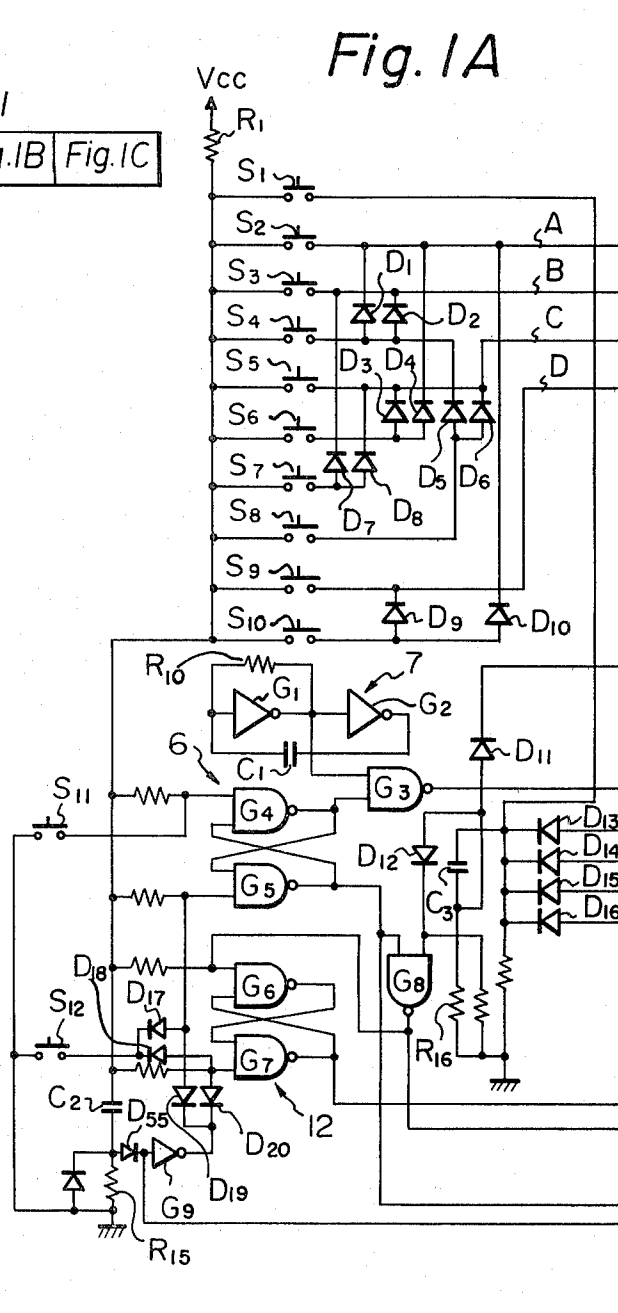 Fig. 1A
Vcc
1
.1B Fig.1C
R1
S1
S2 A
S3 D1 B
S4 D2 C
S5 D3 D4 D
S6
S7 D5 D6
S8 D7 D8
S9
S10 D9 D10
R10 G1 7 G2
6 C1 D11
S11 G4 G3 D13
D12 D14
G5 C3 D15
D16
D18 D17 G6 G8
S12 R16
G7
C2 D55 D20 12
D19
G9
R15